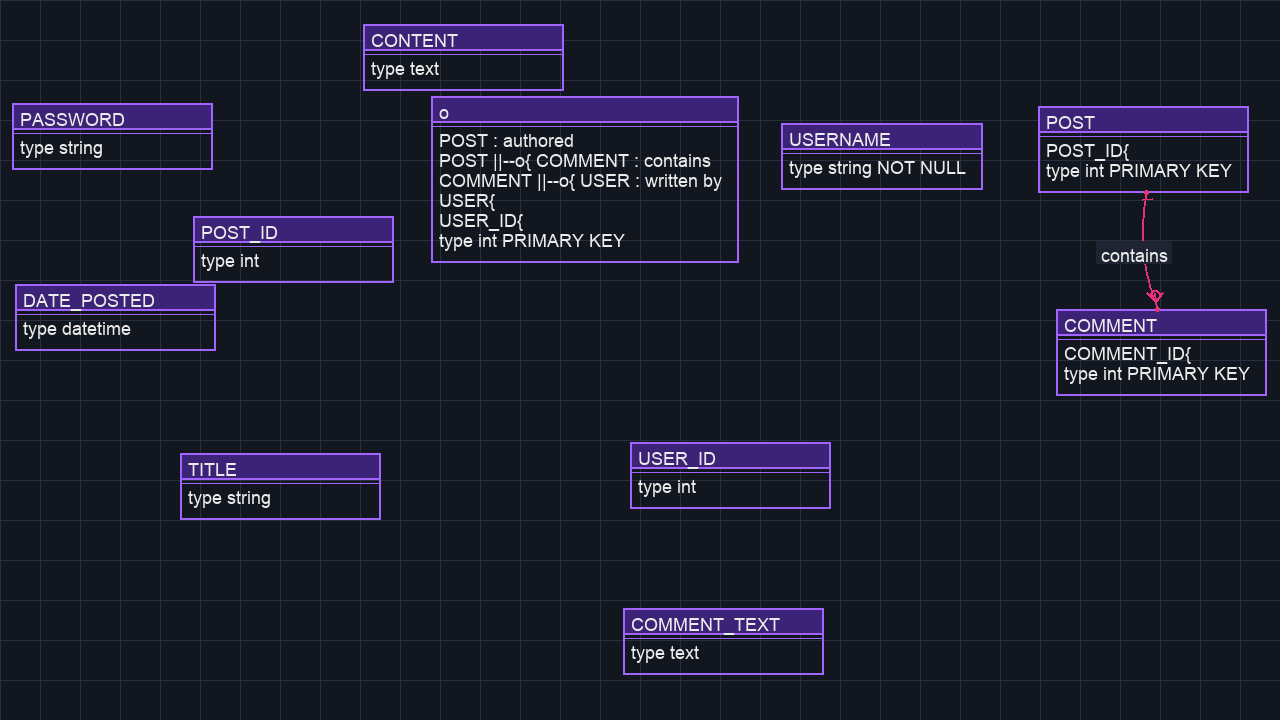 CONTENT
type text
PASSWORD
type string
o
POST : authored
POST ||--o{ COMMENT : contains
COMMENT ||--o{ USER : written by
USER{
USER_ID{
type int PRIMARY KEY
USERNAME
type string NOT NULL
POST
POST_ID{
type int PRIMARY KEY
POST_ID
type int
contains
DATE_POSTED
type datetime
COMMENT
COMMENT_ID{
type int PRIMARY KEY
TITLE
type string
USER_ID
type int
COMMENT_TEXT
type text